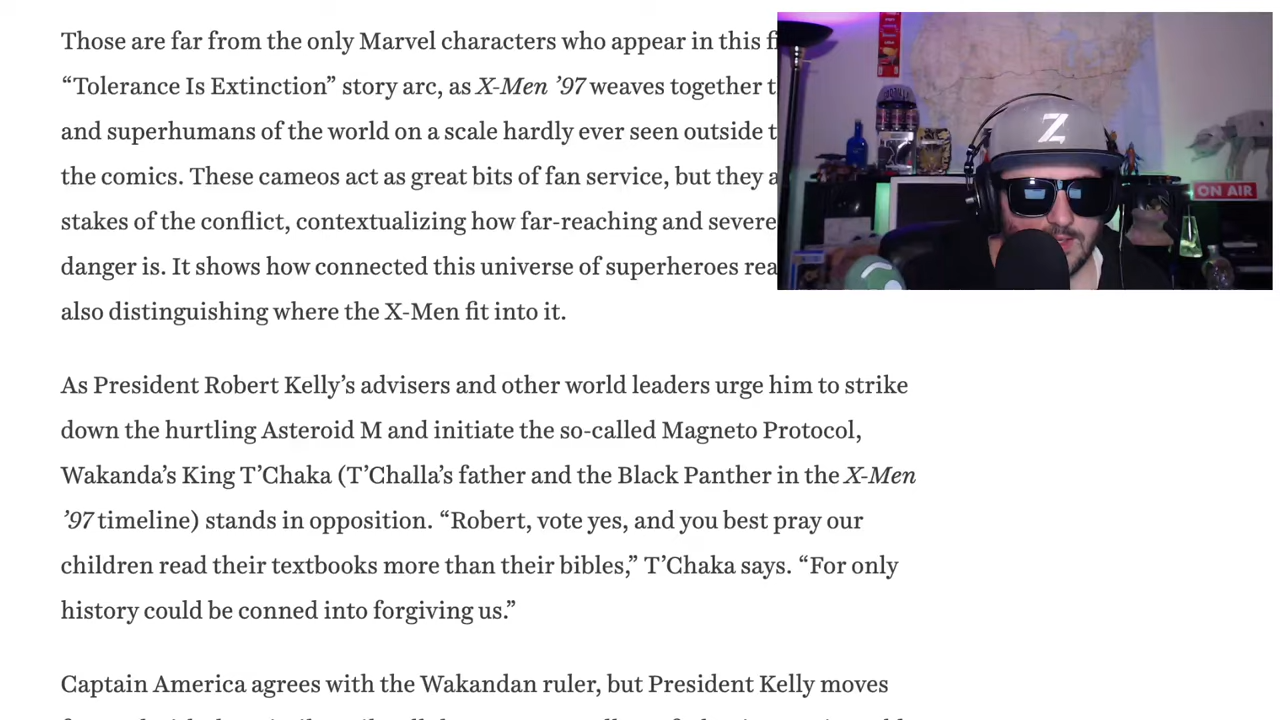 Those are far from the only Marvel characters who appear in this
“Tolerance Is Extinction” story arc, as X-Men ’97 weaves together
and superhumans of the world on a scale hardly ever seen outside
the comics. These cameos act as great bits of fan service, but they
stakes of the conflict, contextualizing how far-reaching and severe
danger is. It shows how connected this universe of superheroes
also distinguishing where the X-Men fit into it.
As President Robert Kelly’s advisers and other world leaders urge him to strike
down the hurtling Asteroid M and initiate the so-called Magneto Protocol,
Wakanda’s King T’Chaka (T’Challa’s father and the Black Panther in the X-Men
’97 timeline) stands in opposition. “Robert, vote yes, and you best pray our
children read their textbooks more than their bibles,” T’Chaka says. “For only
history could be conned into forgiving us.”
Captain America agrees with the Wakandan ruler, but President Kelly moves
Z
ON AIR